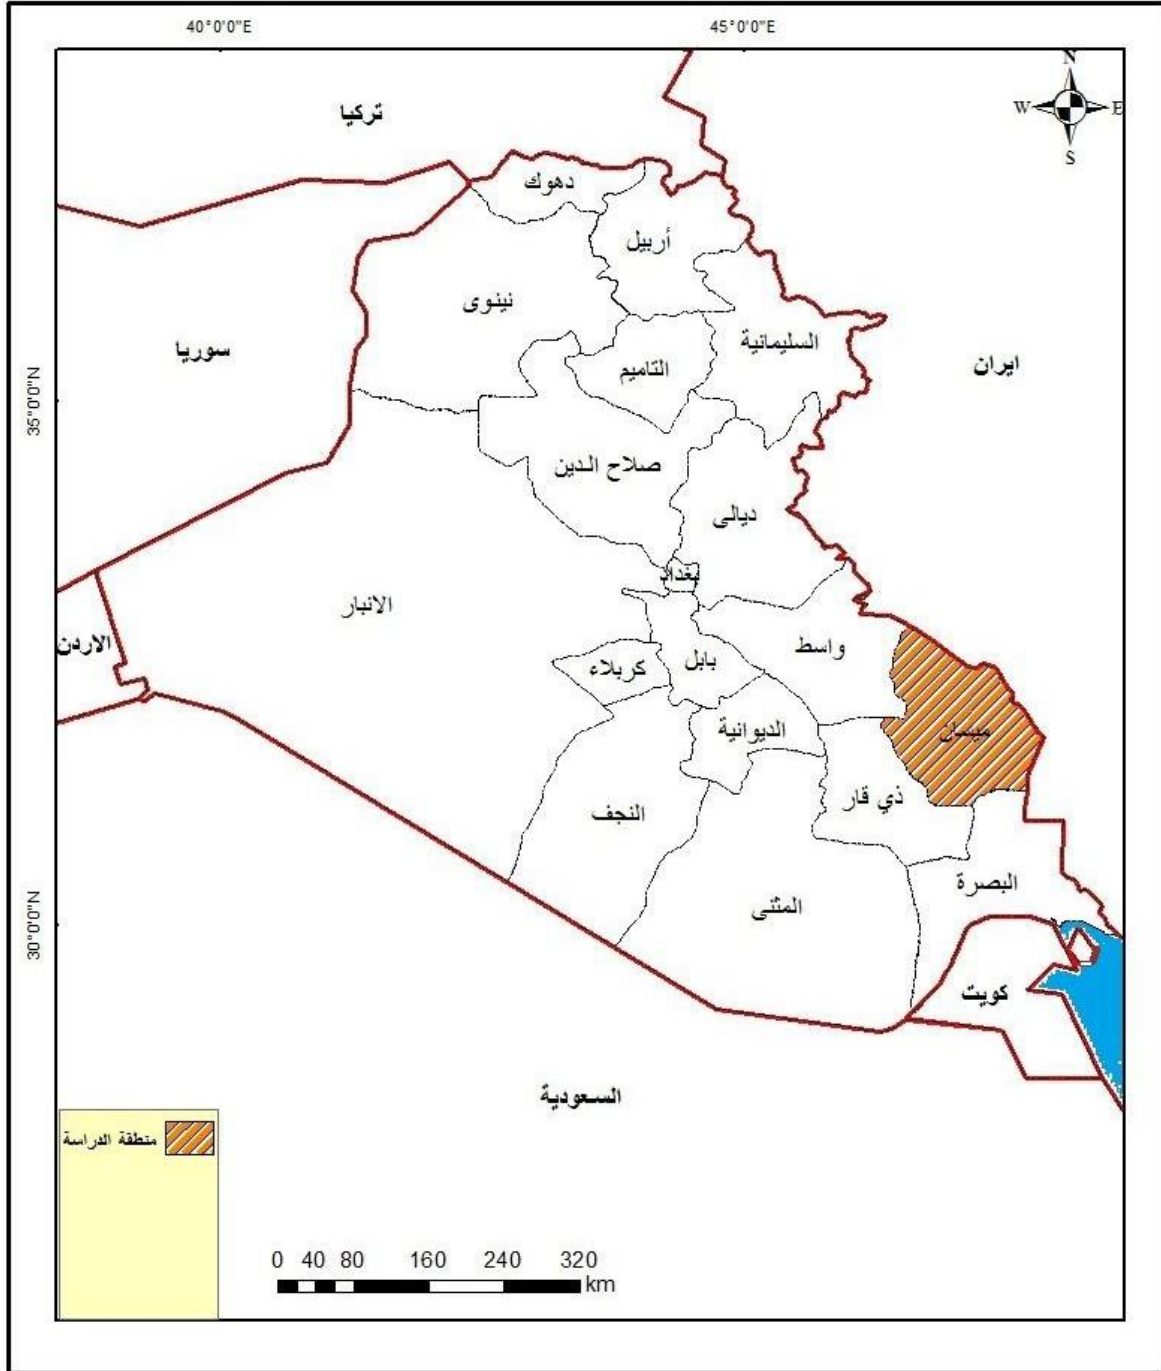 40°0'0"E
45°0'0"E
N
W
E
S
تركيا
دهوك
أربيل
نينوى
السليمانية
سوريا
ايران
التاميم
35°0'0"N
صلاح الدين
ديالى
بغداد
الانبار
الاردن
واسط
بابل
كربلاء
الديوانية
ميسان
ذي قار
النجف
البصرة
المثنى
30°0'0"N
كويت
السعودية
منطقة الدراسة
0 40 80 160 240 320
km